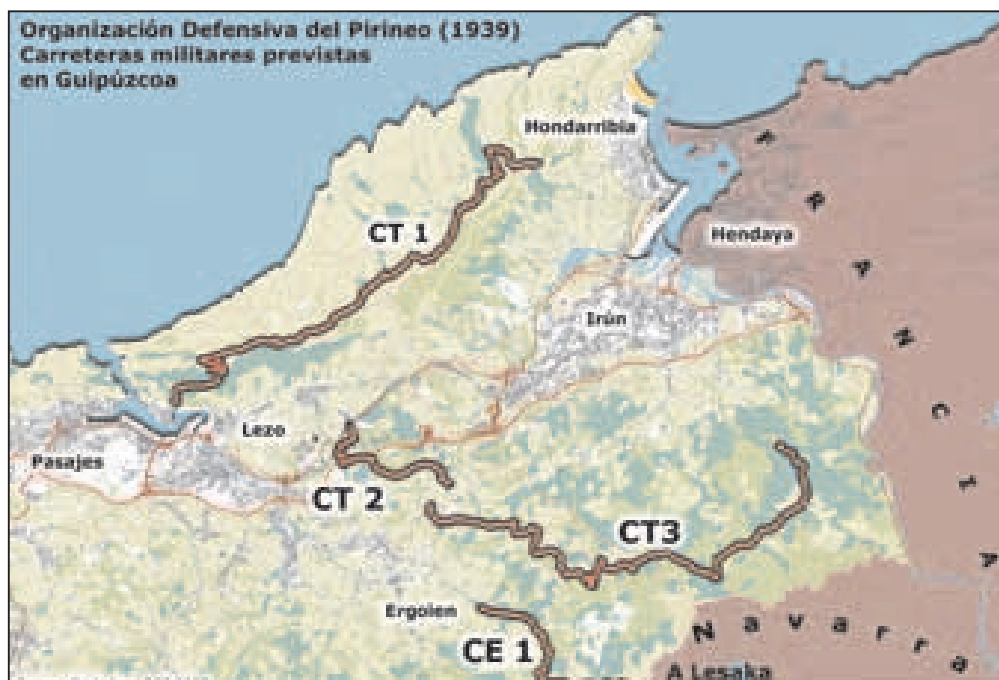 Organización Defensiva del Pirineo (1939)
Carreteras militares previstas
en Guipúzcoa
Hondarribia
FRANCIA
CT 1
Hendaya
Irún
Lezo
Pasajes
CT 2
CT3
Ergoien
CE 1
Navarra
A Lesaka